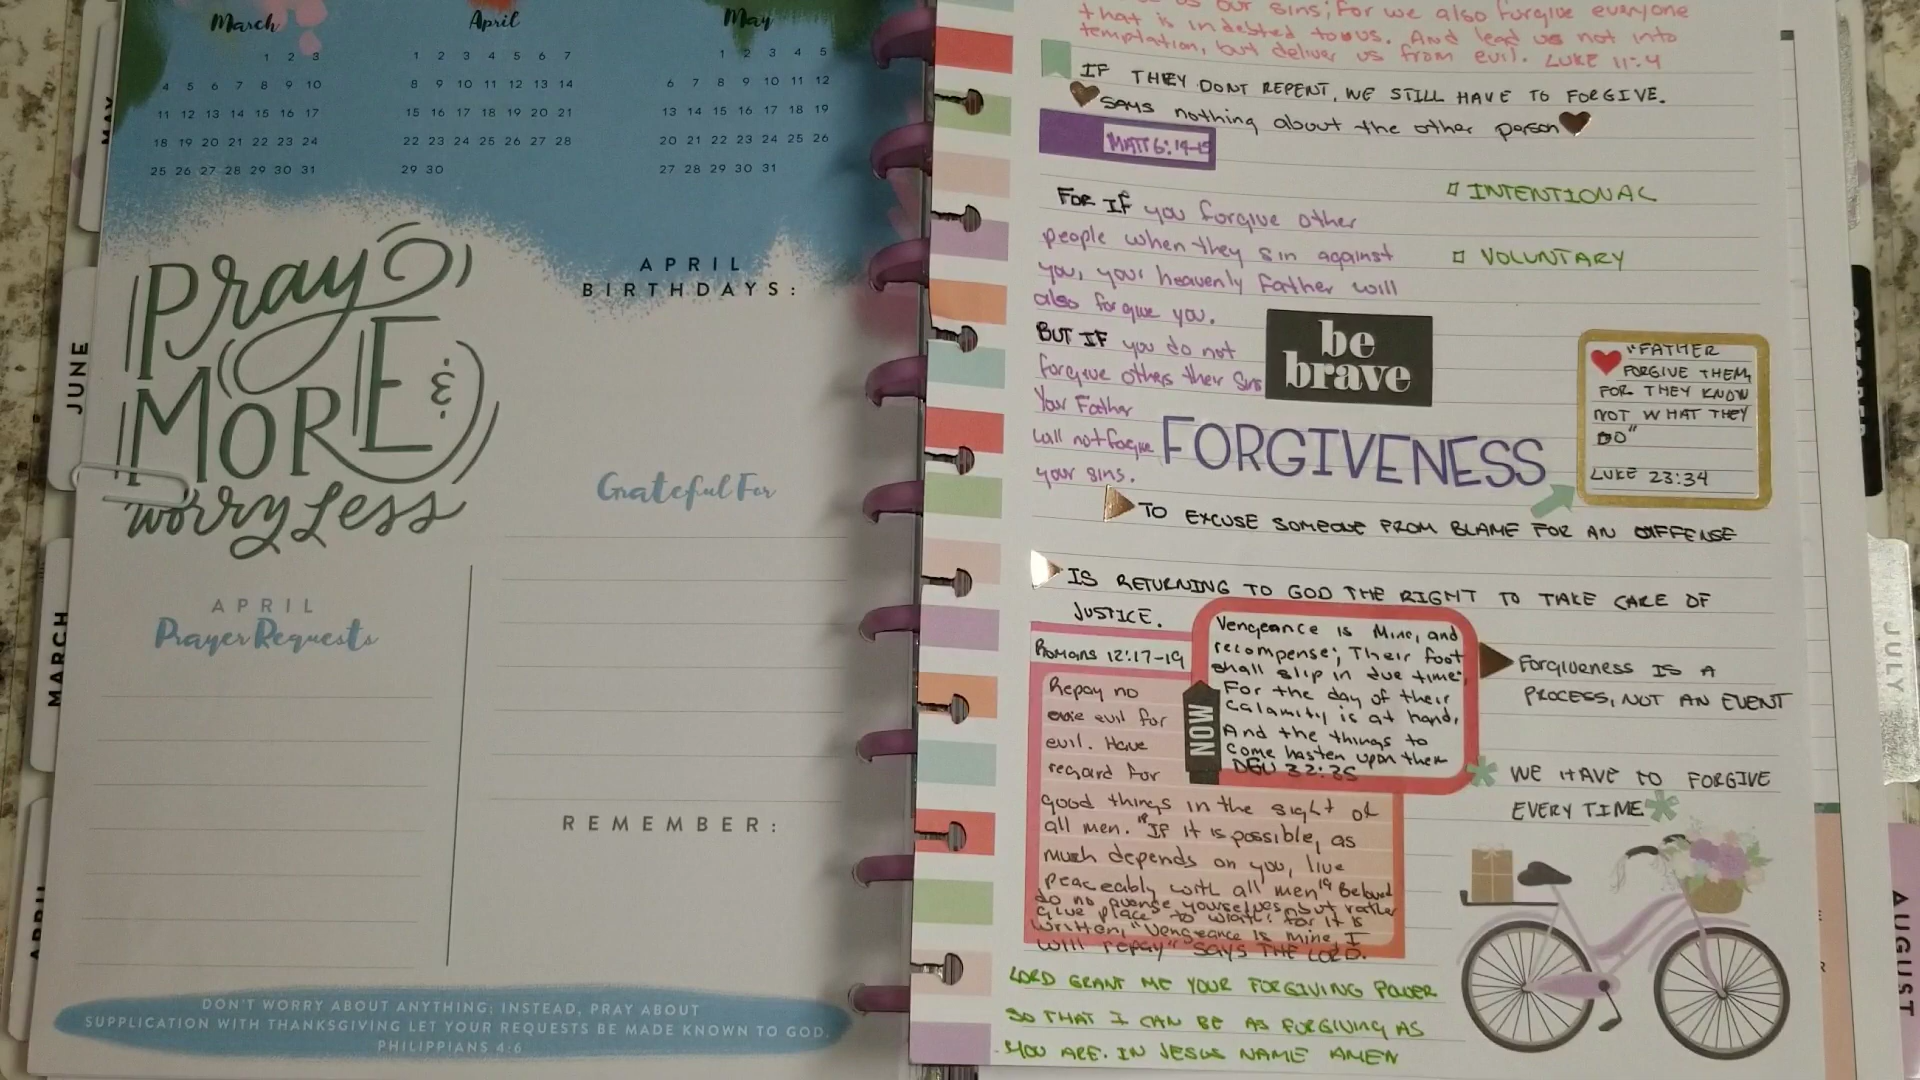 March
1 2 3
4 5 6 7 8 9 10
11 12 13 14 15 16 17
18 19 20 21 22 23 24
25 26 27 28 29 30 31
April
1 2 3 4 5 6 7
8 9 10 11 12 13 14
15 16 17 18 19 20 21
22 23 24 25 26 27 28
29 30
May
1 2 3 4 5
6 7 8 9 10 11 12
13 14 15 16 17 18 19
20 21 22 23 24 25 26
27 28 29 30 31
MAY
JUNE
MARCH
APRIL
Pray
MORE &
worry Less
APRIL
BIRTHDAYS:
Grateful For
APRIL
Prayer Requests
REMEMBER:
DON'T WORRY ABOUT ANYTHING; INSTEAD, PRAY ABOUT
SUPPLICATION WITH THANKSGIVING LET YOUR REQUESTS BE MADE KNOWN TO GOD.
PHILIPPIANS 4:6
our sins; for we also forgive everyone
that is indebted to us. And lead us not into
temptation, but deliver us from evil. LUKE 11:4
IF THEY DONT REPENT, WE STILL HAVE TO FORGIVE.
SAYS nothing about the other person
MATT 6:14-15
FOR IF you forgive other
people when they sin against
you, your heavenly Father will
also forgive you.
BUT IF you do not
forgive others their sins
Your Father
will not forgive
your sins.
INTENTIONAL
VOLUNTARY
be
brave
"FATHER
FORGIVE THEM,
FOR THEY KNOW
NOT WHAT THEY
DO"
LUKE 23:34
FORGIVENESS
TO EXCUSE SOMEONE FROM BLAME FOR AN OFFENSE
IS RETURNING TO GOD THE RIGHT TO TAKE CARE OF
JUSTICE.
Romans 12:17-19
Repay no
evil for
evil. Have
regard for
good things in the sight of
all men. 18 If it is possible, as
much depends on you, live
peaceably with all men 19 Beloved
do no avenge yourselves, but rather
give place to wrath: for it is
written, "Vengeance is mine I
will repay" SAYS THE LORD.
NOW
Vengeance is Mine, and
recompense; Their foot
shall slip in due time;
For the day of their
calamity is at hand,
And the things to
come hasten upon them
DEU 32:35
Forgiveness IS A
PROCESS, NOT AN EVENT
WE HAVE TO FORGIVE
EVERY TIME
LORD GRANT ME YOUR FORGIVING POWER
SO THAT I CAN BE AS FORGIVING AS
YOU ARE. IN JESUS NAME AMEN
OCTOBER
JULY
AUGUST